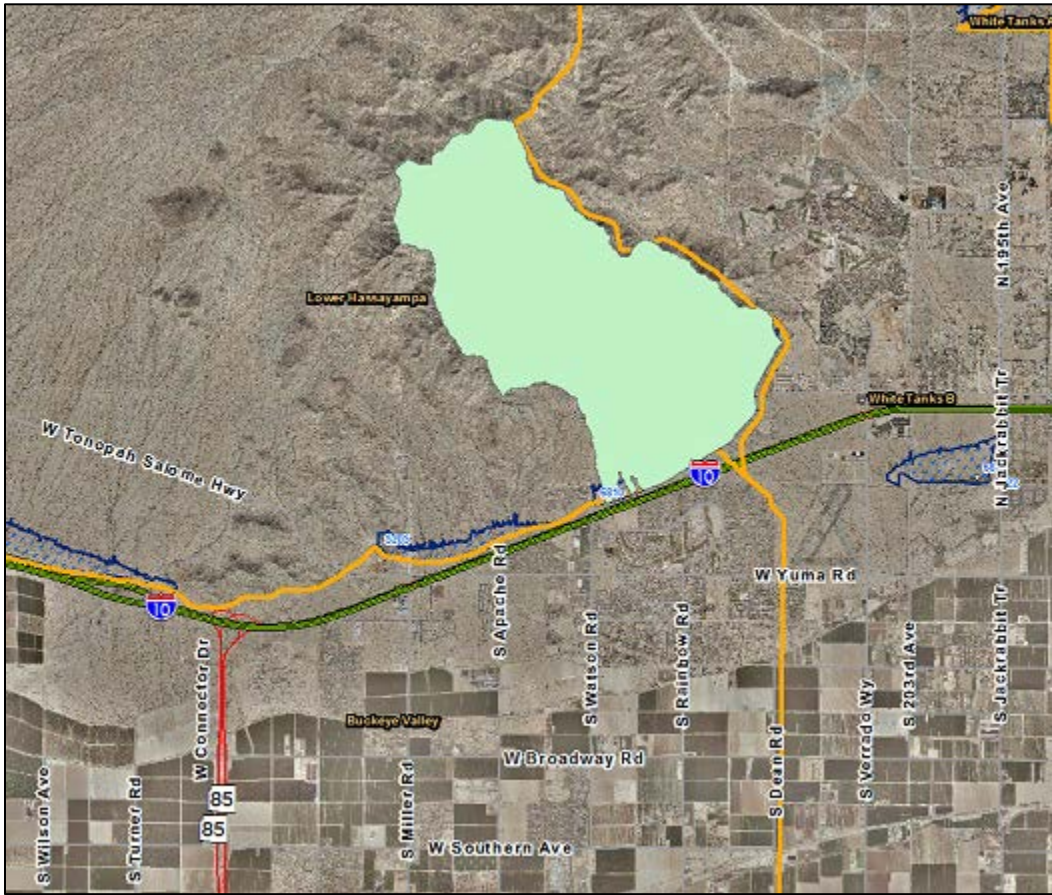 White Tanks
N 195th Ave
Lower Hassayampa
White Tanks B
N Jackrabbit Tr
W Tonopah Salome Hwy
10
W Yuma Rd
10
S Apache Rd
S Watson Rd
S Rainbow Rd
W Connector Dr
Buckeye Valley
S 203rd Ave
S Jackrabbit Tr
S Verrado Wy
W Broadway Rd
S Dean Rd
S Wilson Ave
S Turner Rd
S Miller Rd
85
85
W Southern Ave